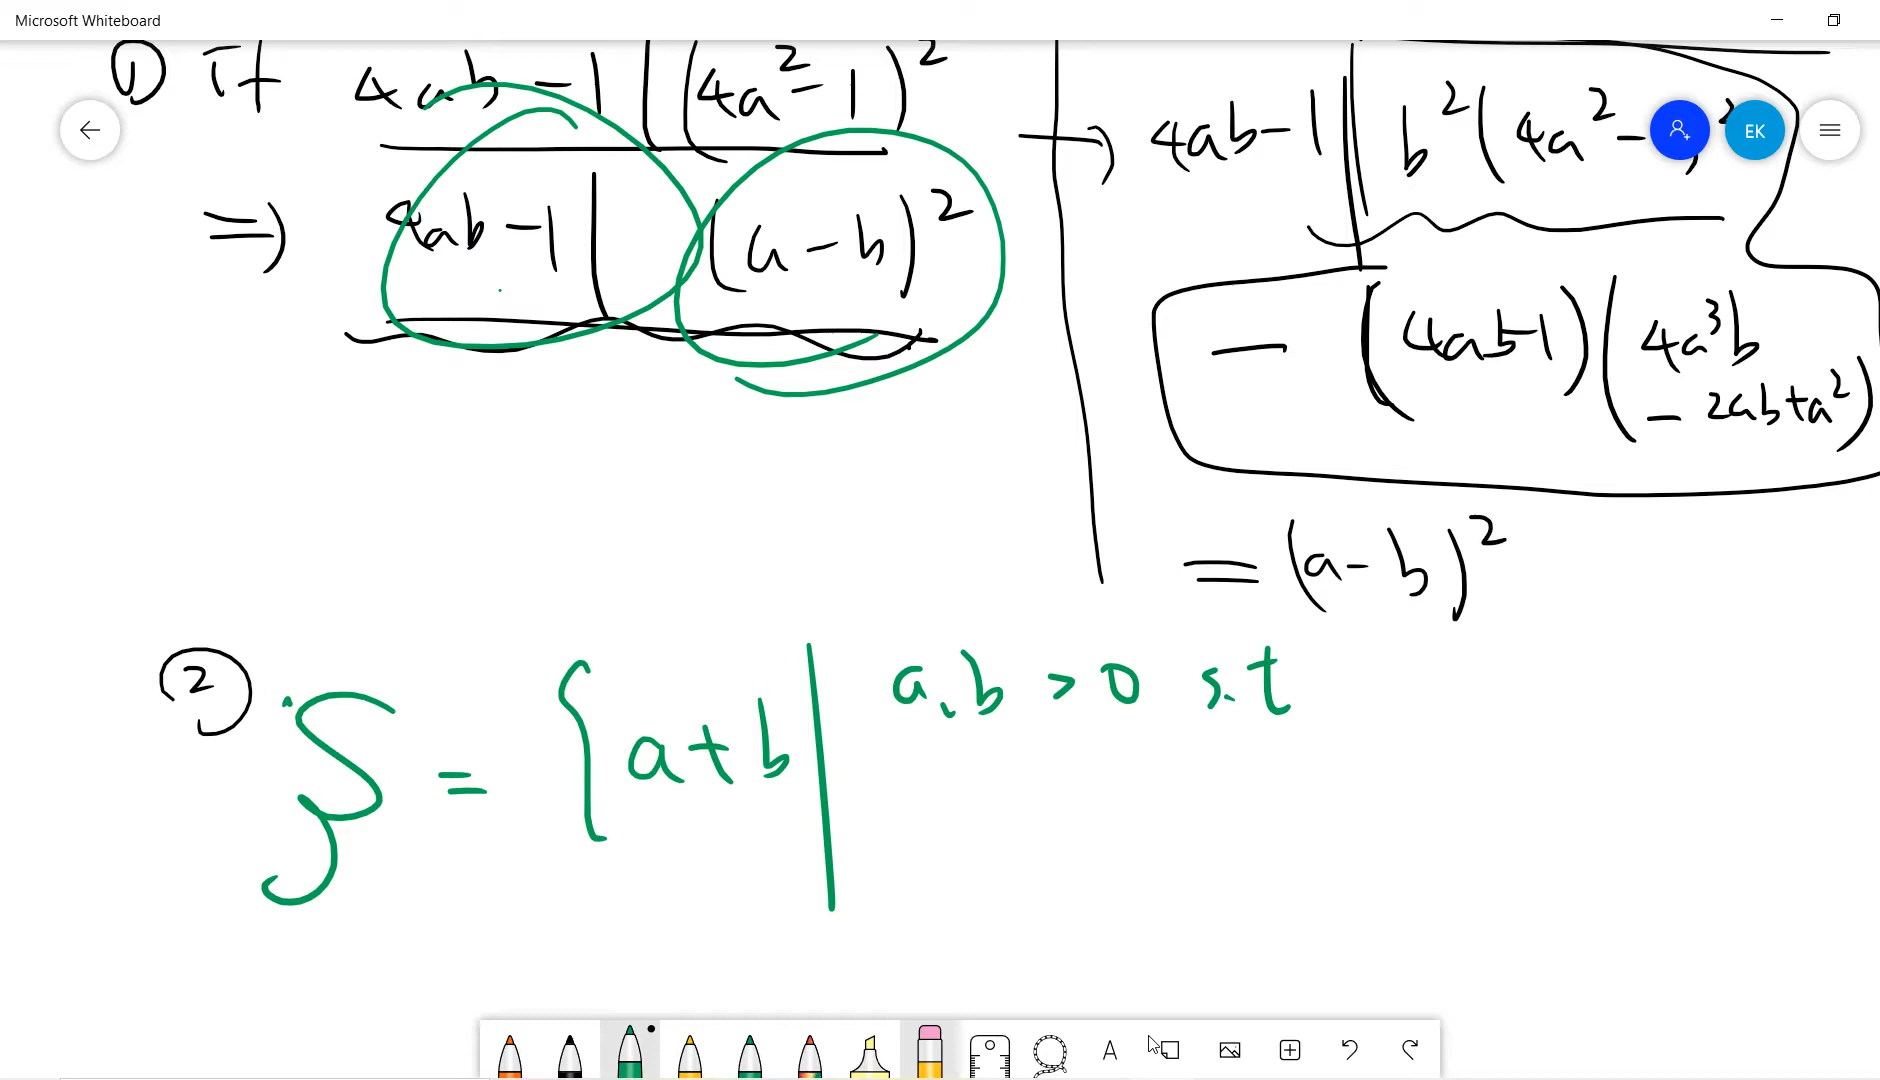 Microsoft Whiteboard
① if 4ab-1 | (4a²-1)²
⇒ 4ab-1 | (a-b)²
→ 4ab-1 | b²(4a²-
- (4ab-1)(4a³b
- 2ab+a²)
= (a-b)²
EK
② S = { a+b | a,b > 0 s.t
A